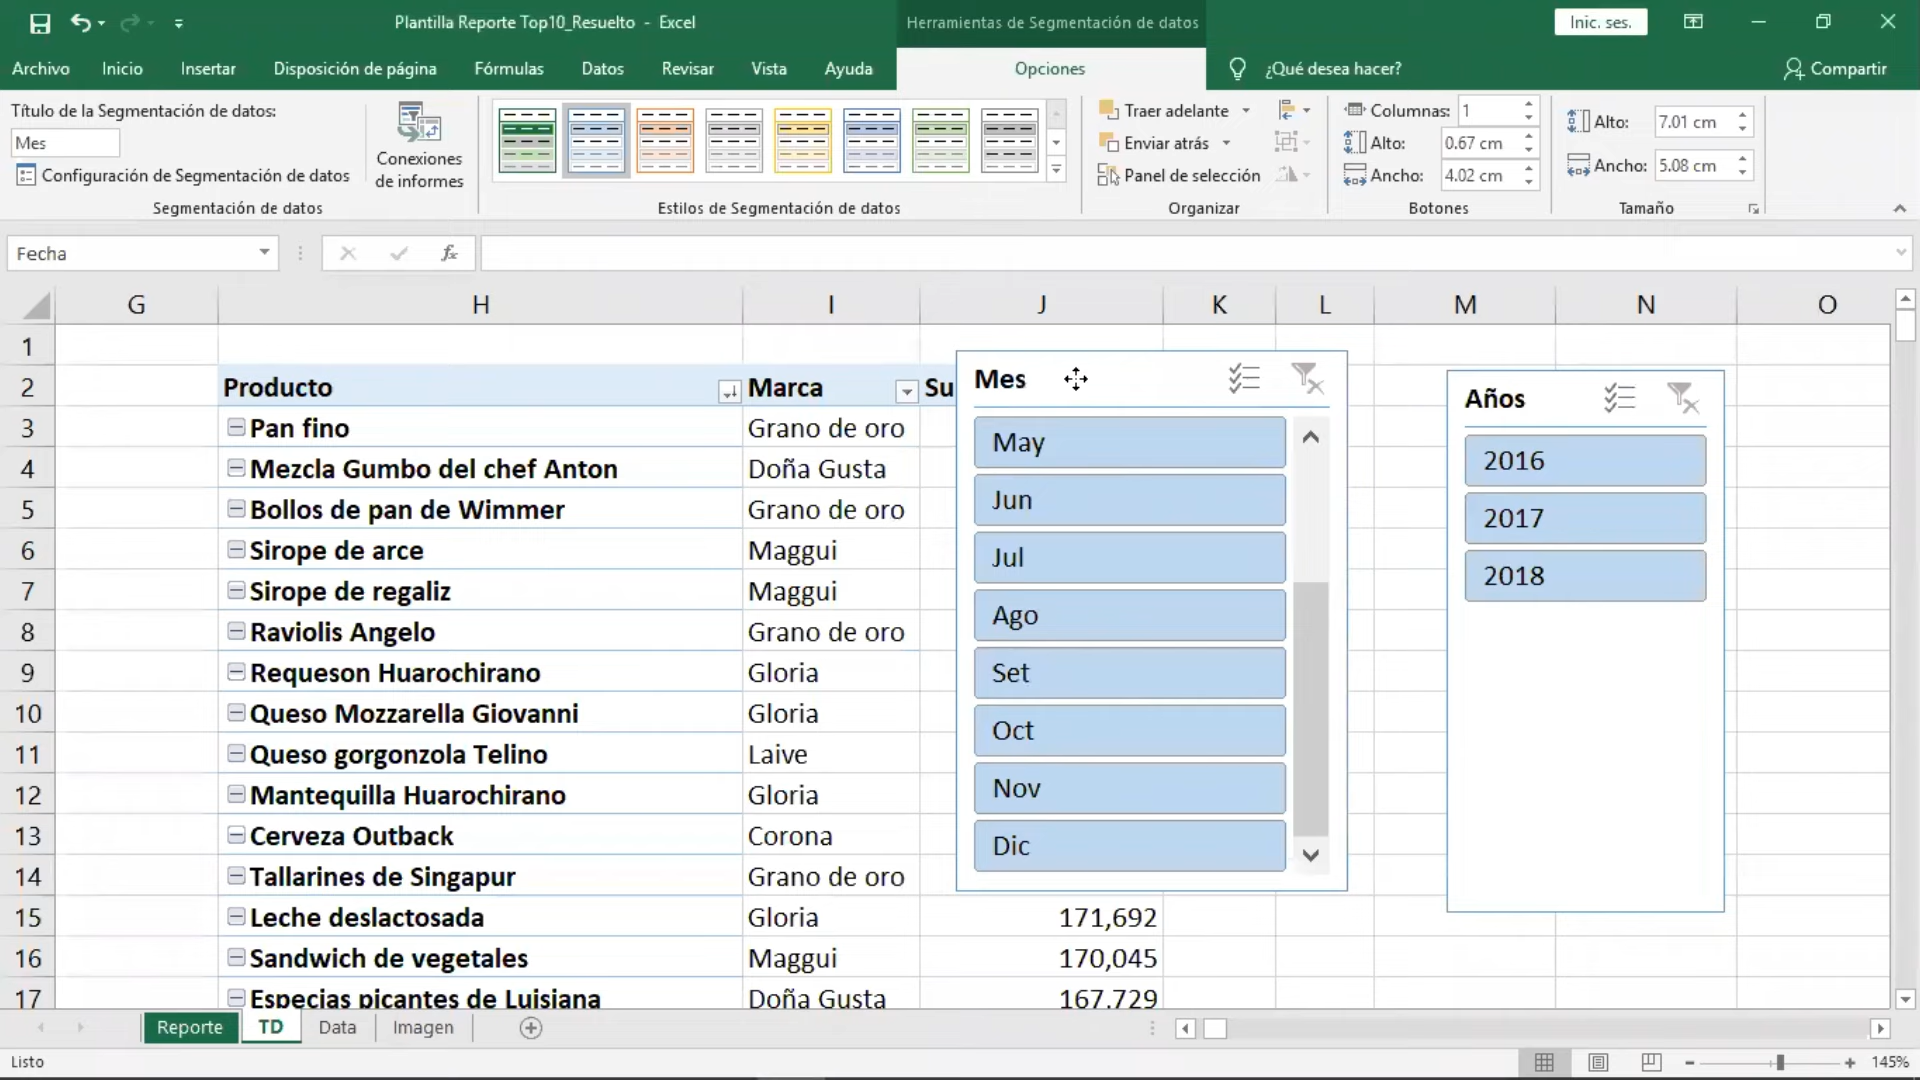 Plantilla Reporte Top10_Resuelto - Excel
Herramientas de Segmentación de datos
Inic. ses.
Archivo Inicio Insertar Disposición de página Fórmulas Datos Revisar Vista Ayuda Opciones ¿Qué desea hacer? Compartir
Título de la Segmentación de datos:
Mes
Configuración de Segmentación de datos
Segmentación de datos
Conexiones
de informes
Estilos de Segmentación de datos
Traer adelante
Enviar atrás
Panel de selección
Organizar
Columnas: 1
Alto: 0.67 cm
Ancho: 4.02 cm
Botones
Alto: 7.01 cm
Ancho: 5.08 cm
Tamaño
Fecha
fx
G H I J K L M N O
1
2 Producto Marca Su
3 Pan fino Grano de oro
4 Mezcla Gumbo del chef Anton Doña Gusta
5 Bollos de pan de Wimmer Grano de oro
6 Sirope de arce Maggui
7 Sirope de regaliz Maggui
8 Raviolis Angelo Grano de oro
9 Requeson Huarochirano Gloria
10 Queso Mozzarella Giovanni Gloria
11 Queso gorgonzola Telino Laive
12 Mantequilla Huarochirano Gloria
13 Cerveza Outback Corona
14 Tallarines de Singapur Grano de oro
15 Leche deslactosada Gloria 171,692
16 Sandwich de vegetales Maggui 170,045
17 Especias picantes de Luisiana Doña Gusta 167,729
Mes
May
Jun
Jul
Ago
Set
Oct
Nov
Dic
Años
2016
2017
2018
Reporte TD Data Imagen
Listo
145%